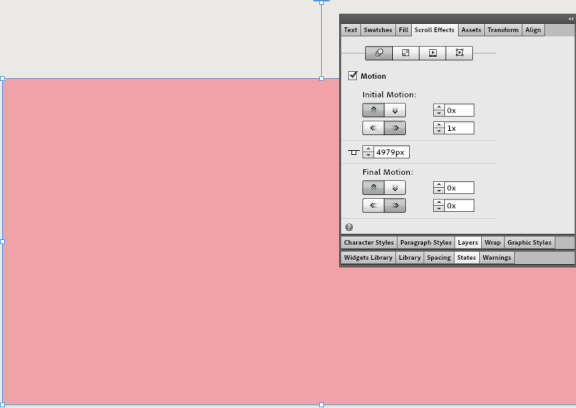 Text Swatches Fill Scroll Effects Assets Transform Align
Motion
Initial Motion:
0x
1x
4979px
Final Motion:
0x
0x
Character Styles Paragraph Styles Layers Wrap Graphic Styles
Widgets Library Library Spacing States Warnings